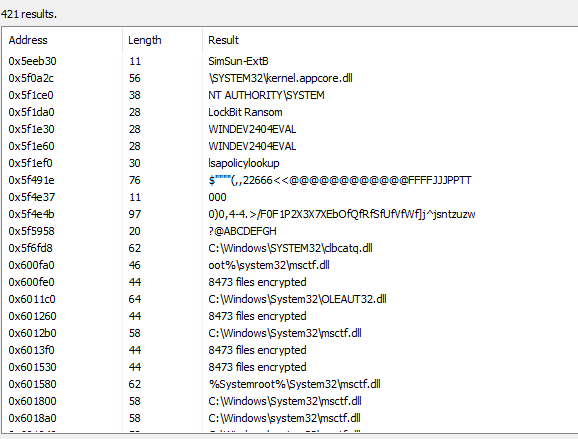 421 results.
Address Length Result
0x5eeb30 11 SimSun-ExtB
0x5f0a2c 56 \SYSTEM32\kernel.appcore.dll
0x5f1ce0 38 NT AUTHORITY\SYSTEM
0x5f1da0 28 LockBit Ransom
0x5f1e30 28 WINDEV2404EVAL
0x5f1e60 28 WINDEV2404EVAL
0x5f1ef0 30 lsapolicylookup
0x5f491e 76 $""""(,,22666<<@@@@@@@@@@@@FFFFJJJPPTT
0x5f4e37 11 000
0x5f4e4b 97 0)0,4-4.>/F0F1P2X3X7XEbOfQfRfSfUfVfWf]j^jsntzuzw
0x5f5958 20 ?@ABCDEFGH
0x5f6fd8 62 C:\Windows\SYSTEM32\clbcatq.dll
0x600fa0 46 oot%\system32\msctf.dll
0x600fe0 44 8473 files encrypted
0x6011c0 64 C:\Windows\System32\OLEAUT32.dll
0x601260 44 8473 files encrypted
0x6012b0 58 C:\Windows\System32\msctf.dll
0x6013f0 44 8473 files encrypted
0x601530 44 8473 files encrypted
0x601580 62 %Systemroot%\System32\msctf.dll
0x601800 58 C:\Windows\System32\msctf.dll
0x6018a0 58 C:\Windows\system32\msctf.dll